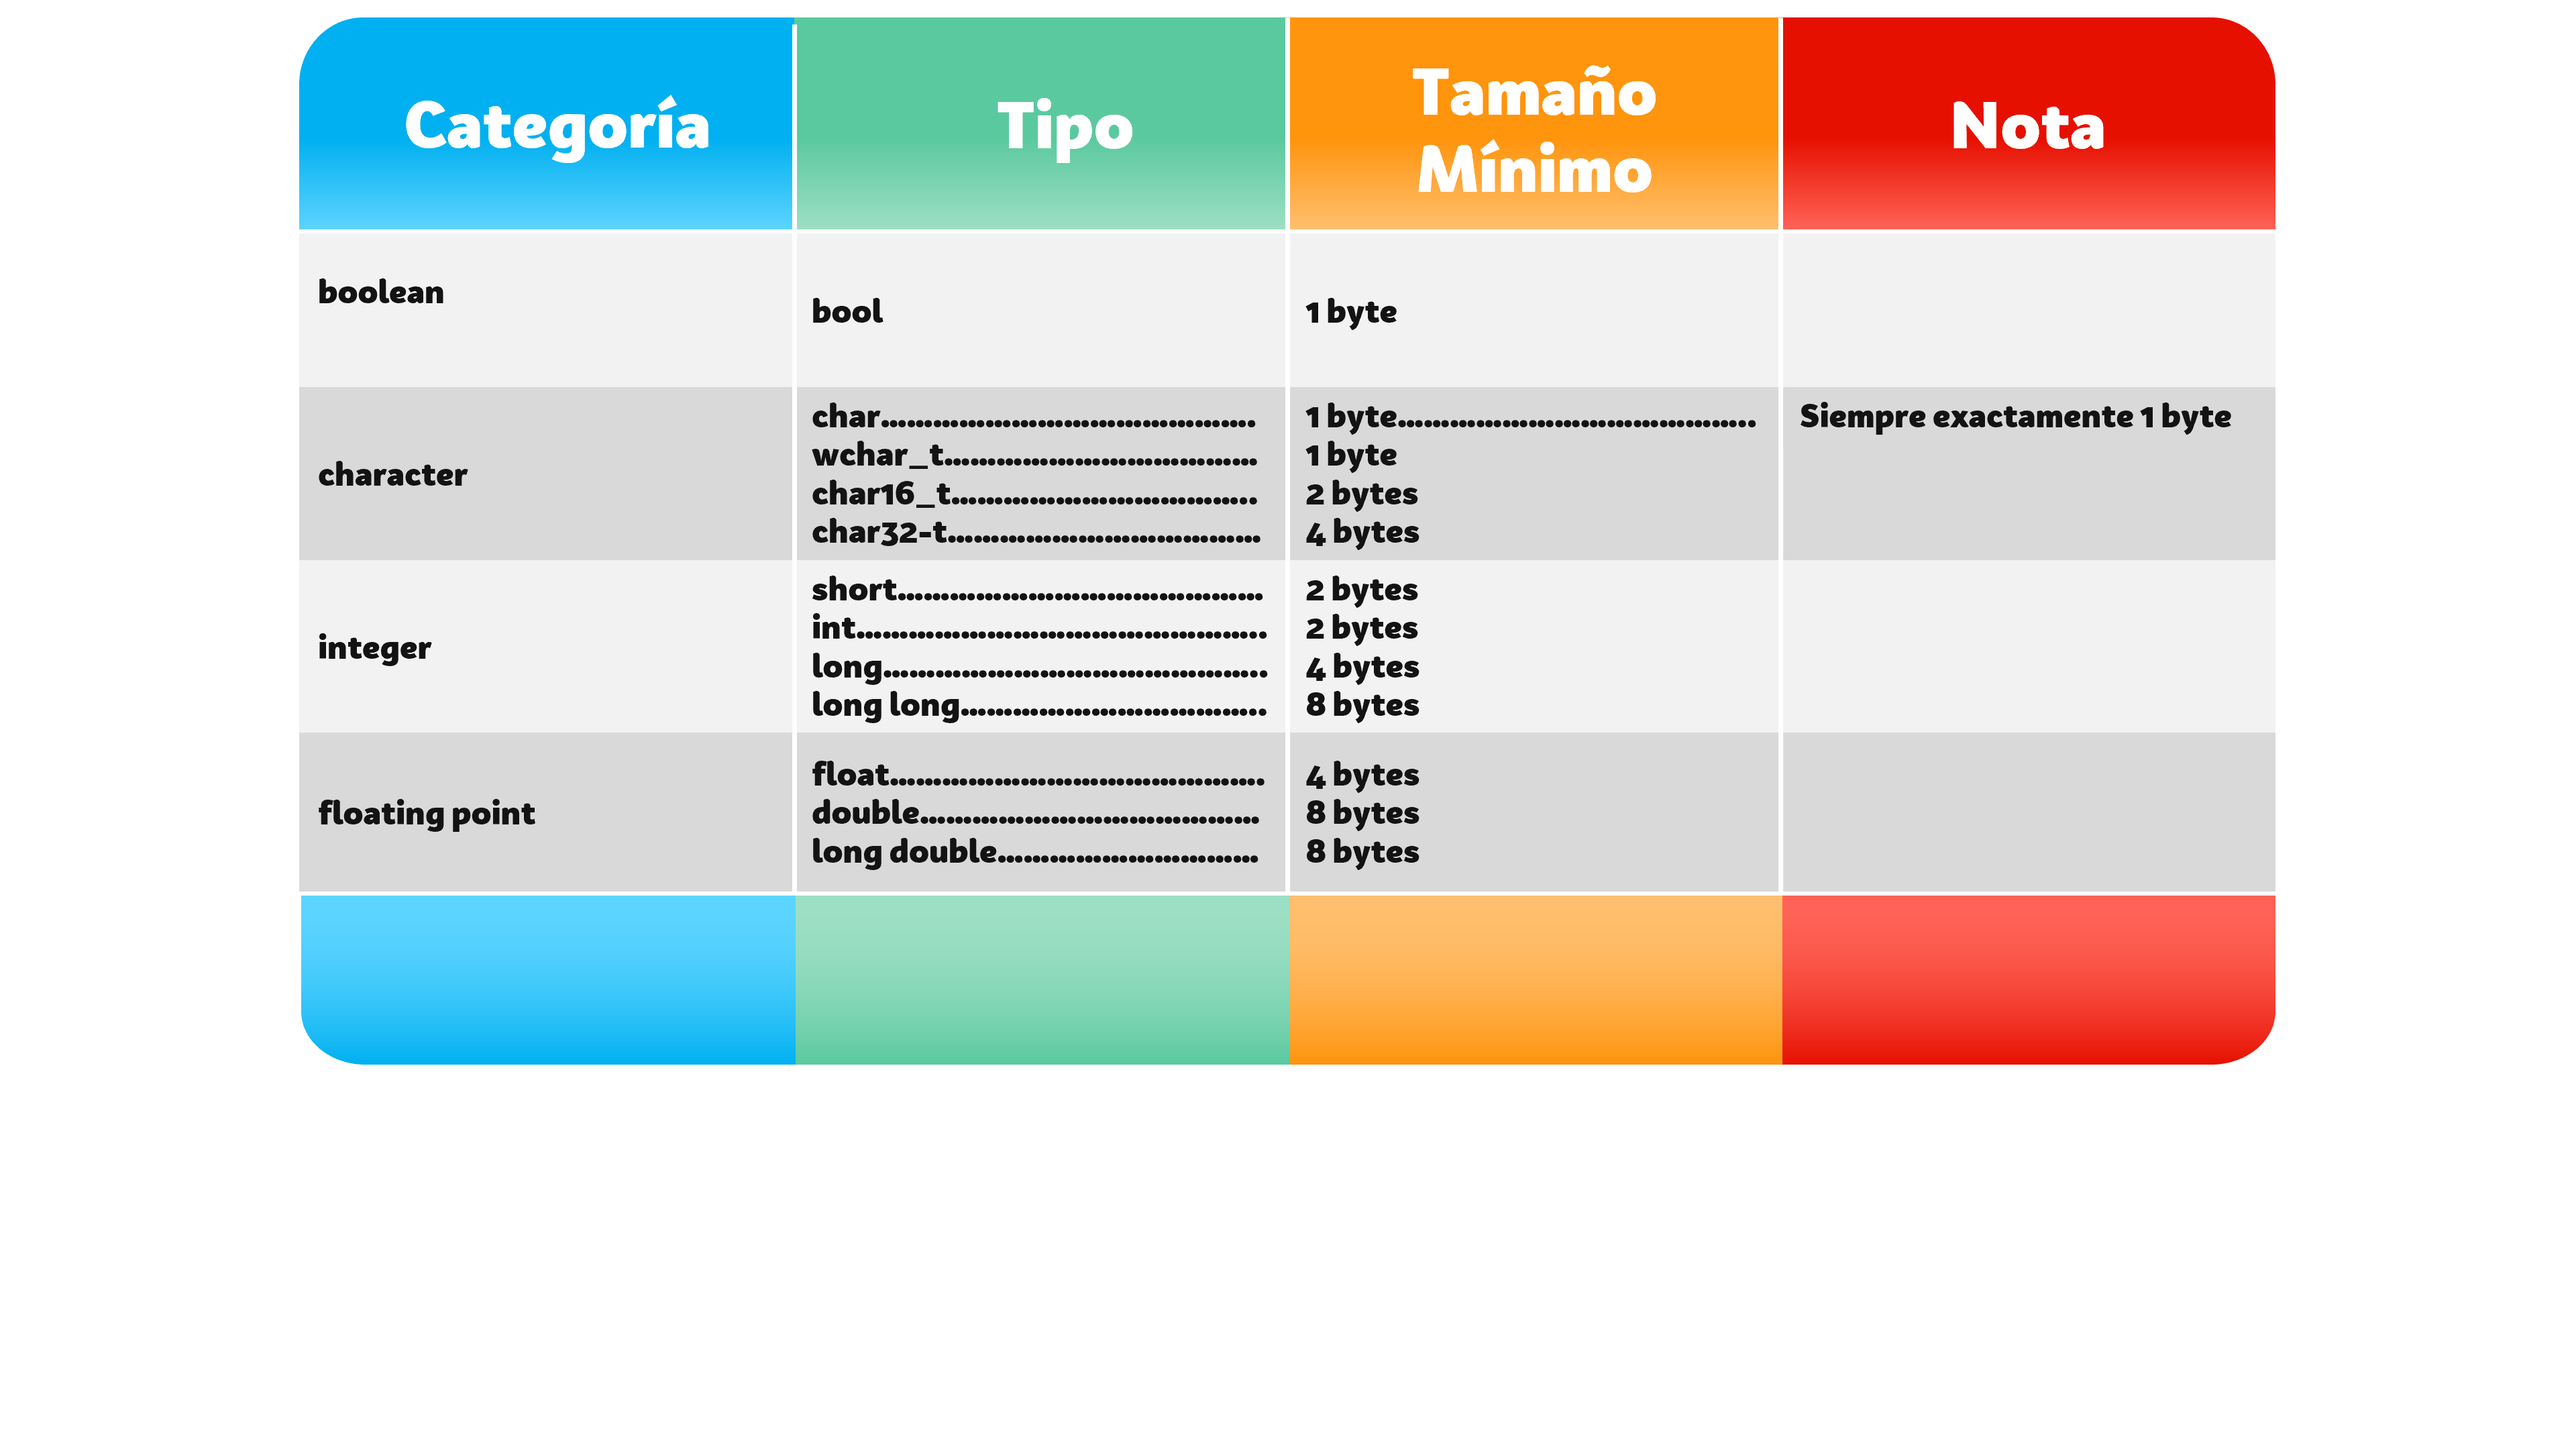 Categoría
Tipo
Tamaño
Mínimo
Nota
boolean
bool
1 byte
character
char...........................................
1 byte.........................................
Siempre exactamente 1 byte
wchar_t....................................
1 byte
char16_t...................................
2 bytes
char32-t....................................
4 bytes
integer
short..........................................
2 bytes
int...............................................
2 bytes
long............................................
4 bytes
long long...................................
8 bytes
floating point
float...........................................
4 bytes
double.......................................
8 bytes
long double..............................
8 bytes